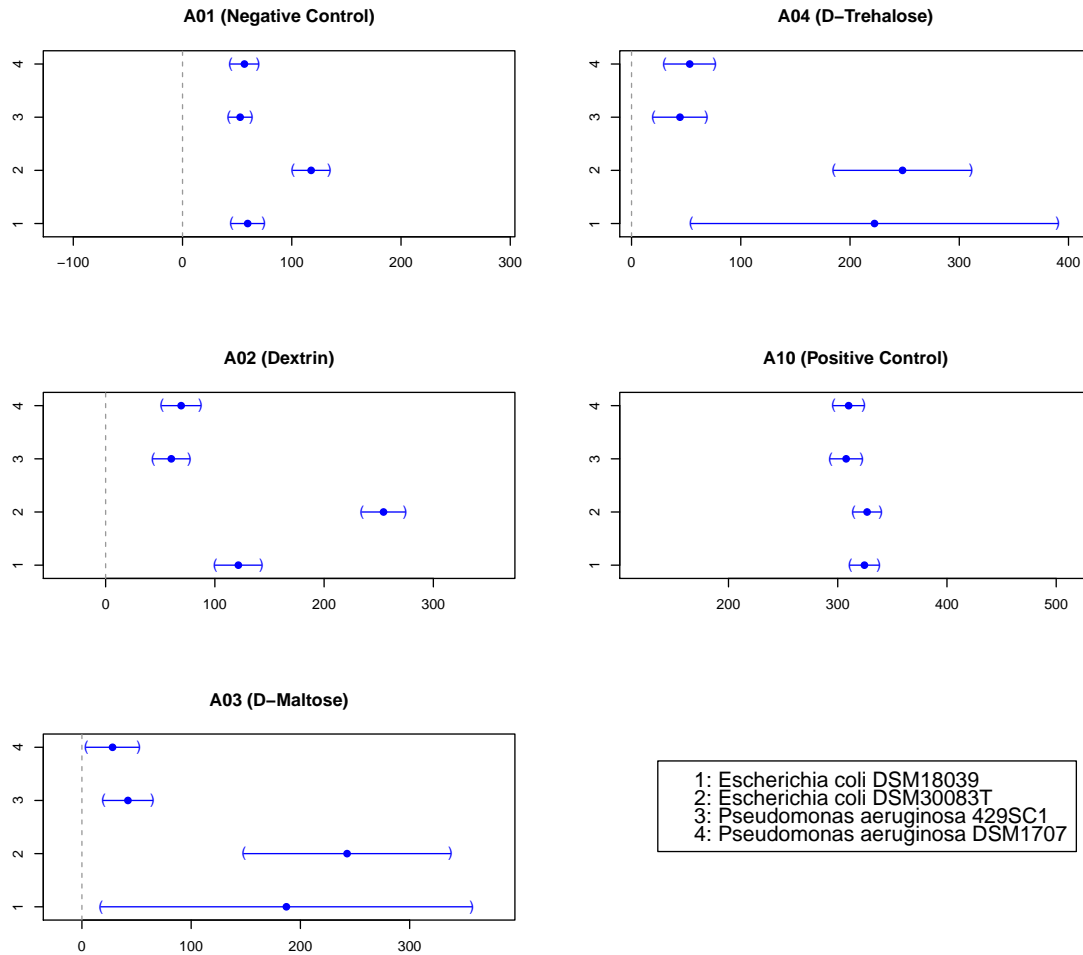 A01 (Negative Control)
4
3
2
1
−100 0 100 200 300
A04 (D−Trehalose)
4
3
2
1
0 100 200 300 400
A02 (Dextrin)
4
3
2
1
0 100 200 300
A10 (Positive Control)
4
3
2
1
200 300 400 500
A03 (D−Maltose)
4
3
2
1
0 100 200 300
1: Escherichia coli DSM18039
2: Escherichia coli DSM30083T
3: Pseudomonas aeruginosa 429SC1
4: Pseudomonas aeruginosa DSM1707